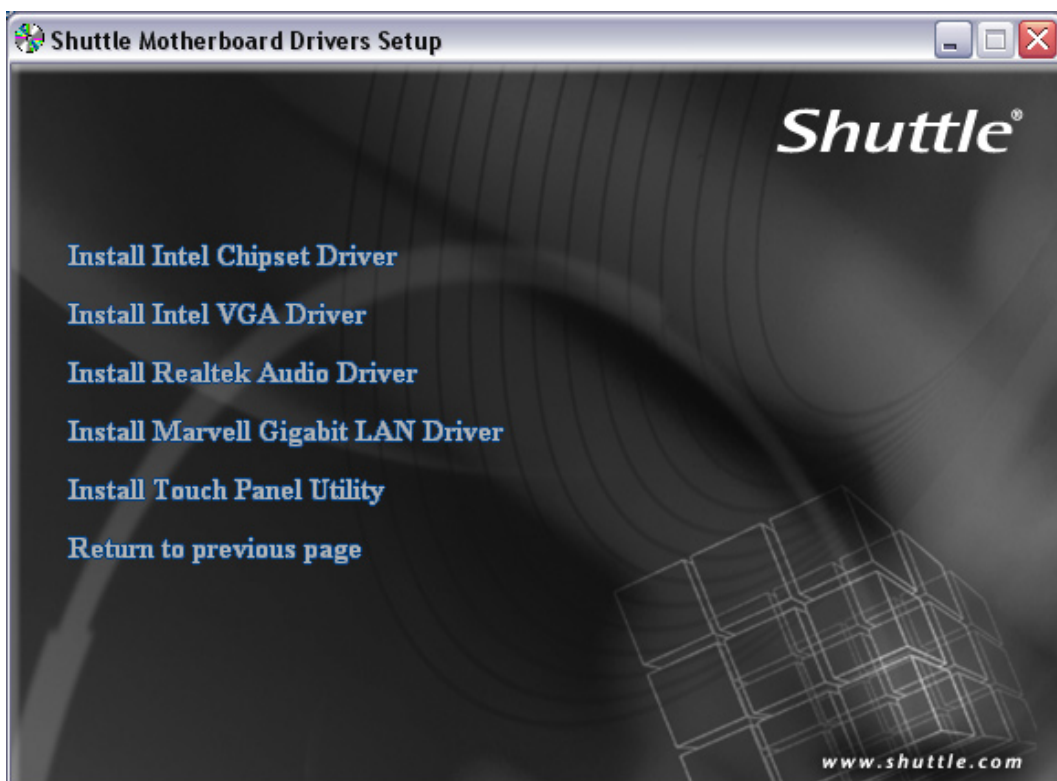 Shuttle Motherboard Drivers Setup
Shuttle®
Install Intel Chipset Driver
Install Intel VGA Driver
Install Realtek Audio Driver
Install Marvell Gigabit LAN Driver
Install Touch Panel Utility
Return to previous page
www.shuttle.com